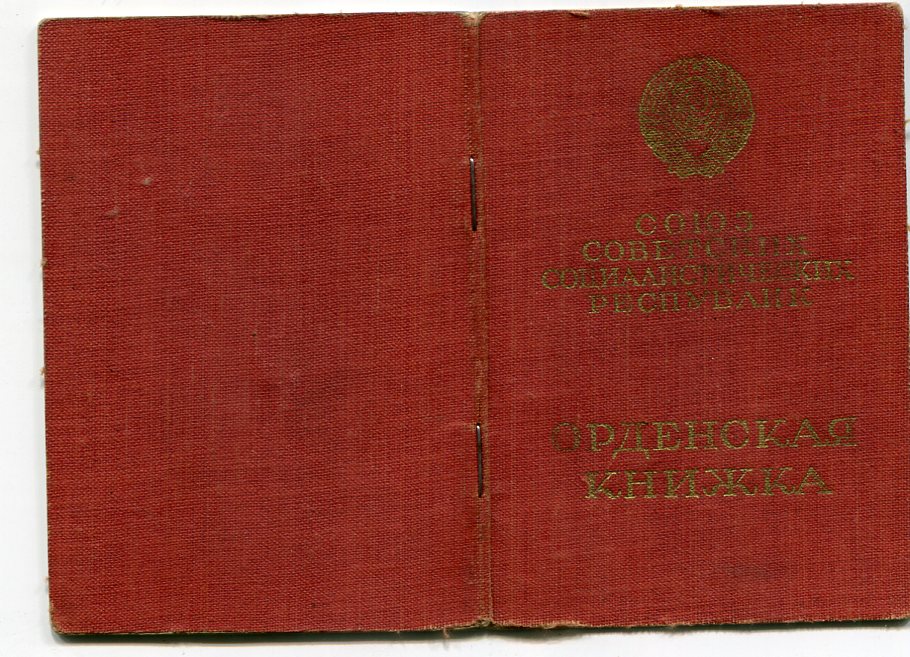 СОЮЗ
СОВЕТСКИХ
СОЦИАЛИСТИЧЕСКИХ
РЕСПУБЛИК
ОРДЕНСКАЯ
КНИЖКА